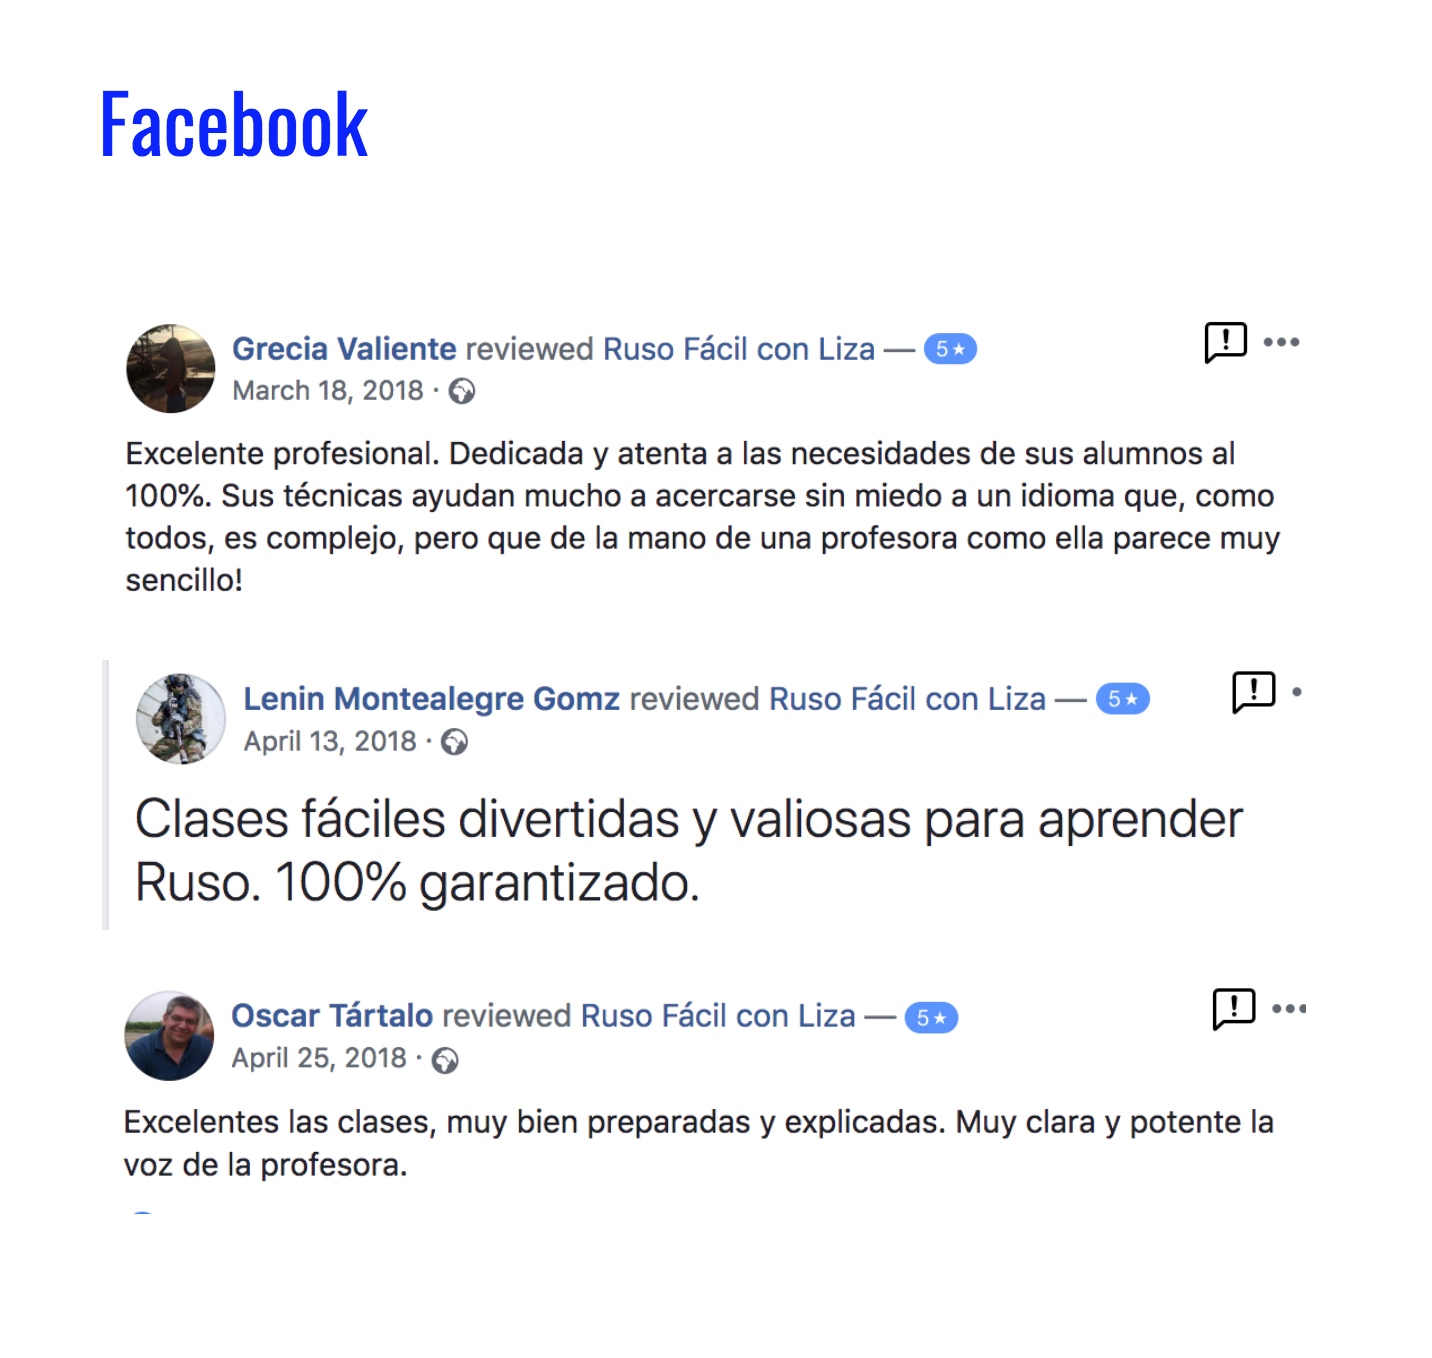 Facebook
Grecia Valiente reviewed Ruso Fácil con Liza — 5★
March 18, 2018 ·
Excelente profesional. Dedicada y atenta a las necesidades de sus alumnos al
100%. Sus técnicas ayudan mucho a acercarse sin miedo a un idioma que, como
todos, es complejo, pero que de la mano de una profesora como ella parece muy
sencillo!
Lenin Montealegre Gomz reviewed Ruso Fácil con Liza — 5★
April 13, 2018 ·
Clases fáciles divertidas y valiosas para aprender
Ruso. 100% garantizado.
Oscar Tártalo reviewed Ruso Fácil con Liza — 5★
April 25, 2018 ·
Excelentes las clases, muy bien preparadas y explicadas. Muy clara y potente la
voz de la profesora.